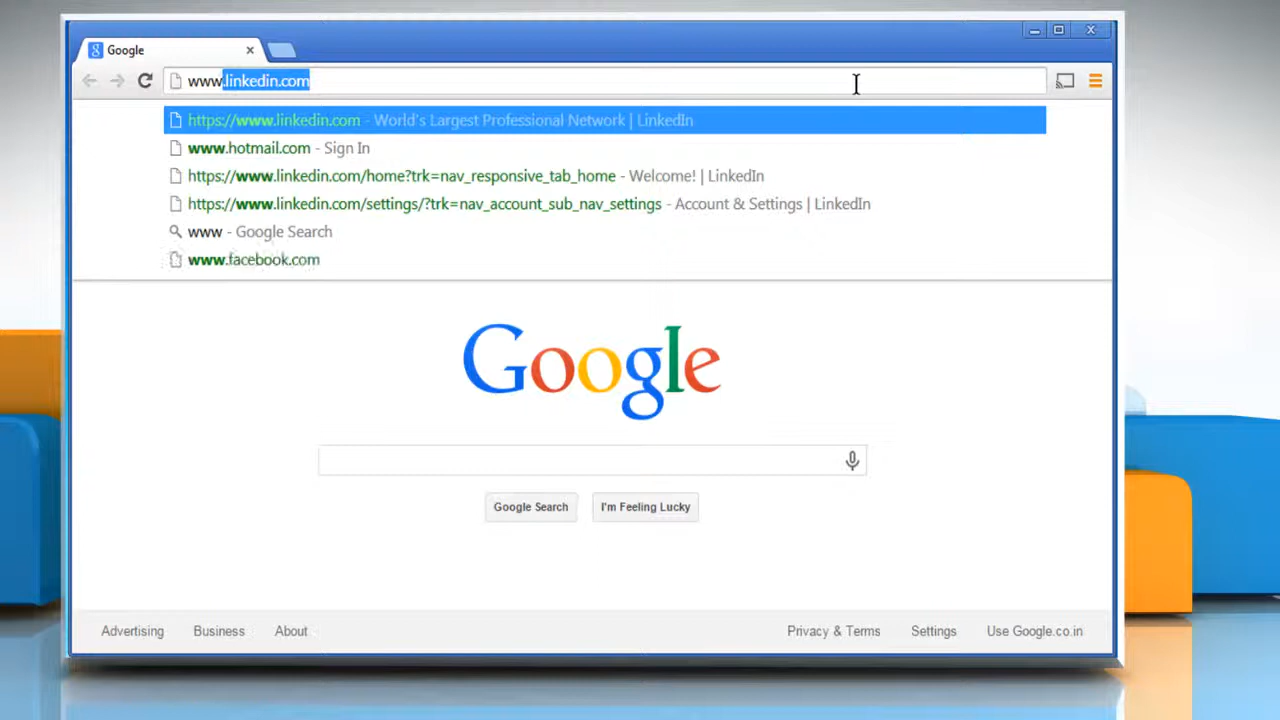 Google
www.linkedin.com
https://www.linkedin.com - World's Largest Professional Network | LinkedIn
www.hotmail.com - Sign In
https://www.linkedin.com/home?trk=nav_responsive_tab_home - Welcome! | LinkedIn
https://www.linkedin.com/settings/?trk=nav_account_sub_nav_settings - Account & Settings | LinkedIn
www - Google Search
www.facebook.com
Google
Google Search I'm Feeling Lucky
Advertising Business About Privacy & Terms Settings Use Google.co.in